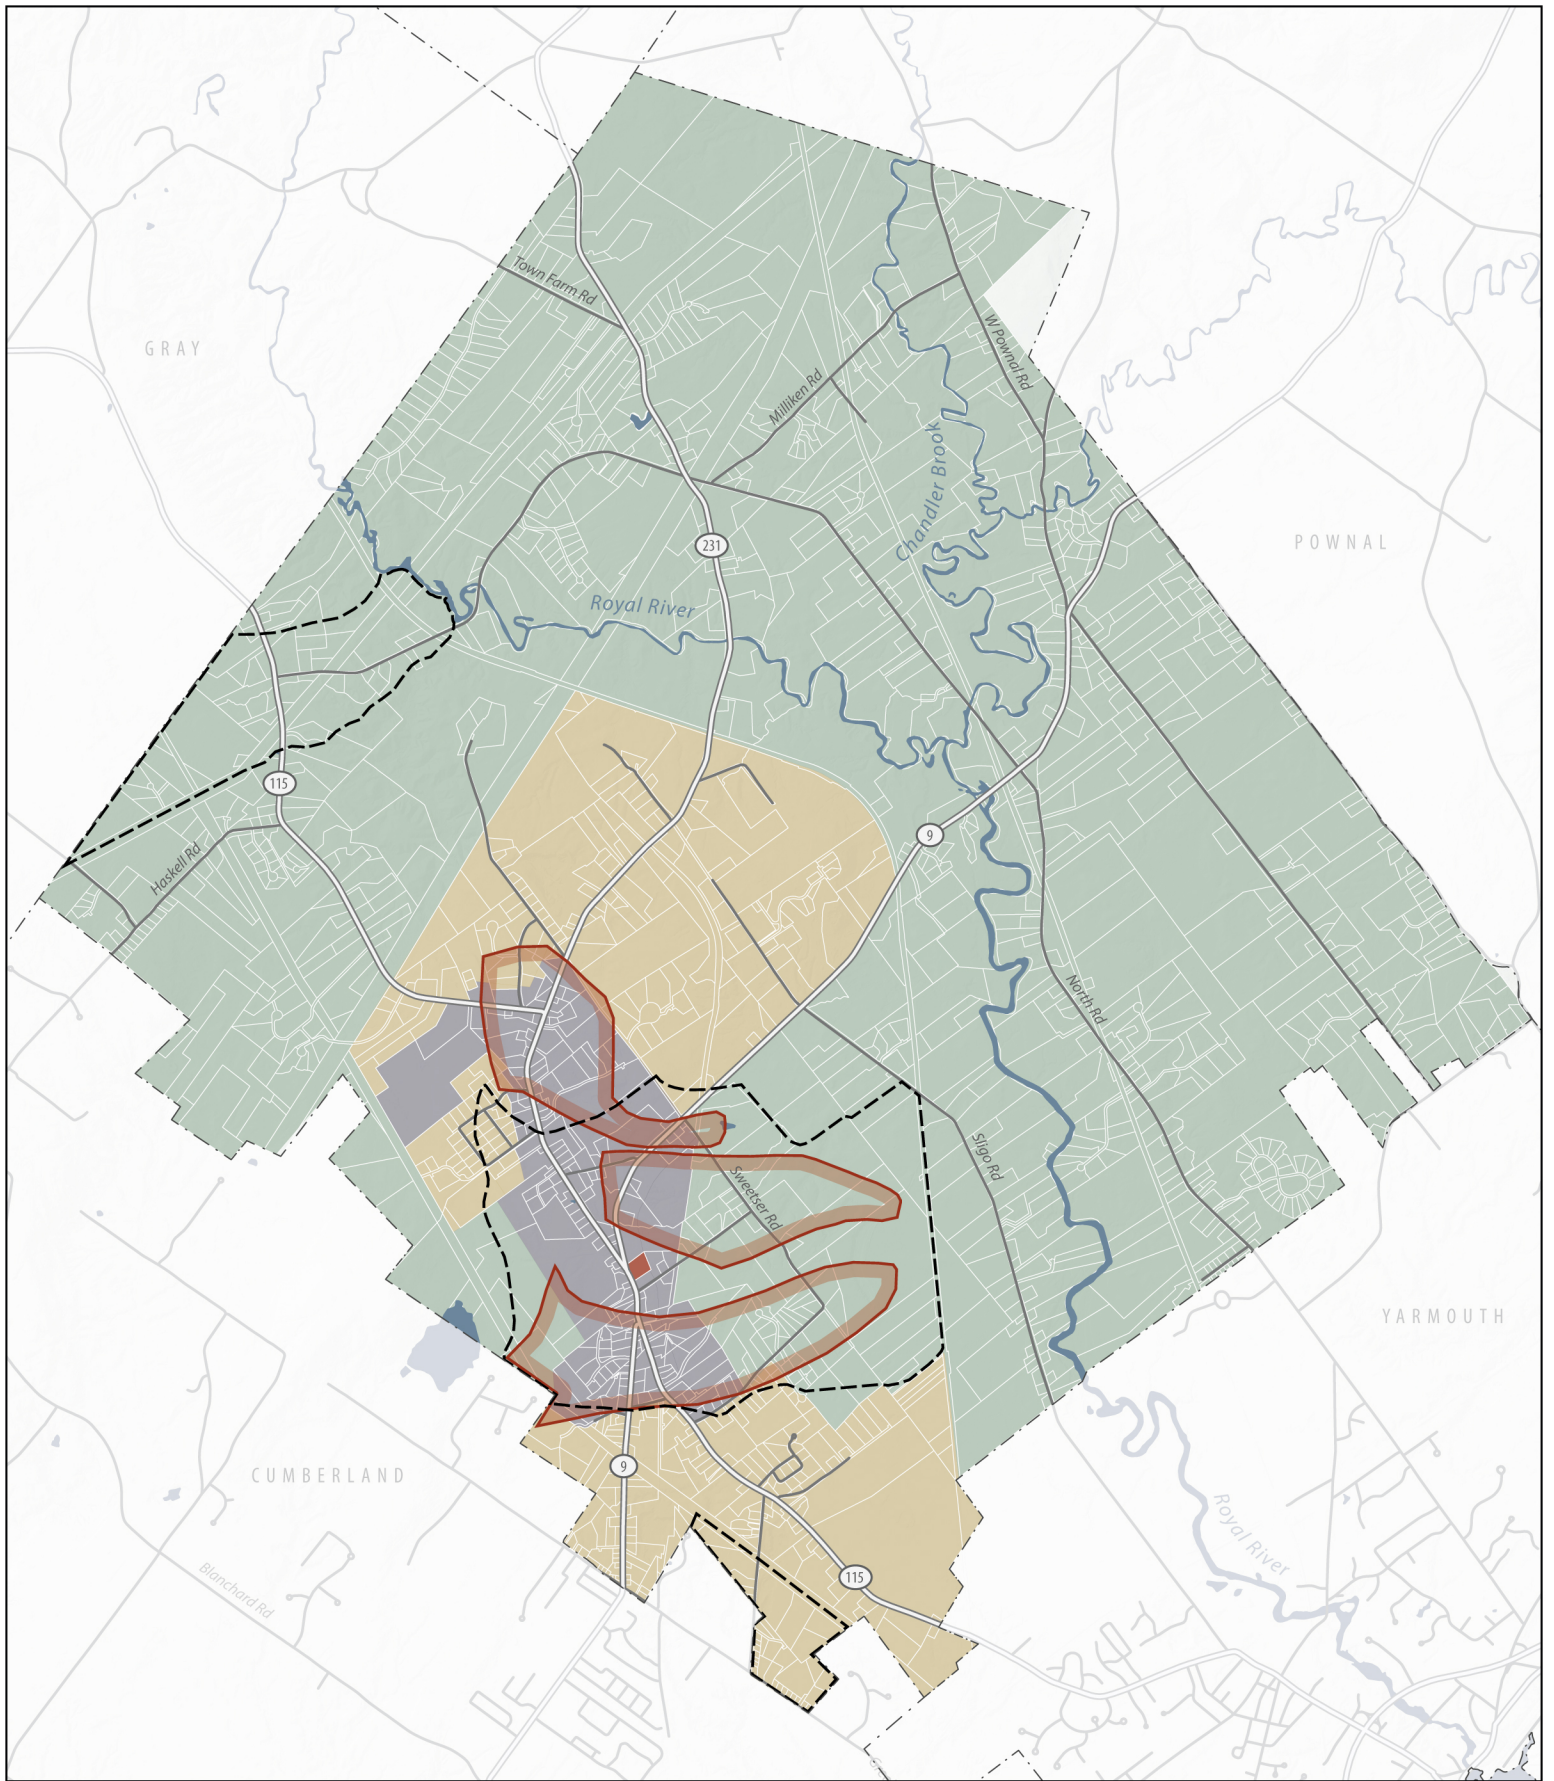 Town Farm Rd
GRAY
W Pownal Rd
Milliken Rd
Chandler Brook
POWNAL
231
Royal River
115
9
Haskell Rd
North Rd
Sligo Rd
Sweetser Rd
YARMOUTH
CUMBERLAND
9
Royal River
115
Blanchard Rd